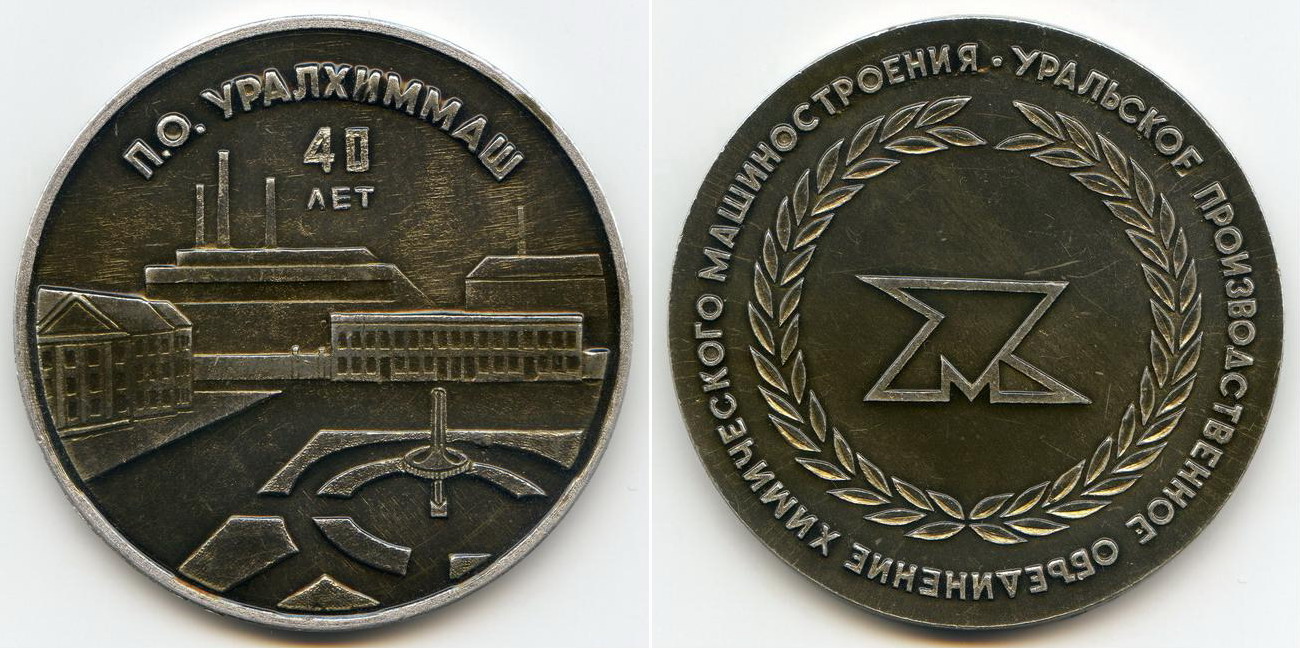 П.О. УРАЛХИММАШ
40
ЛЕТ
УРАЛЬСКОЕ ПРОИЗВОДСТВЕННОЕ ОБЪЕДИНЕНИЕ ХИМИЧЕСКОГО МАШИНОСТРОЕНИЯ ·